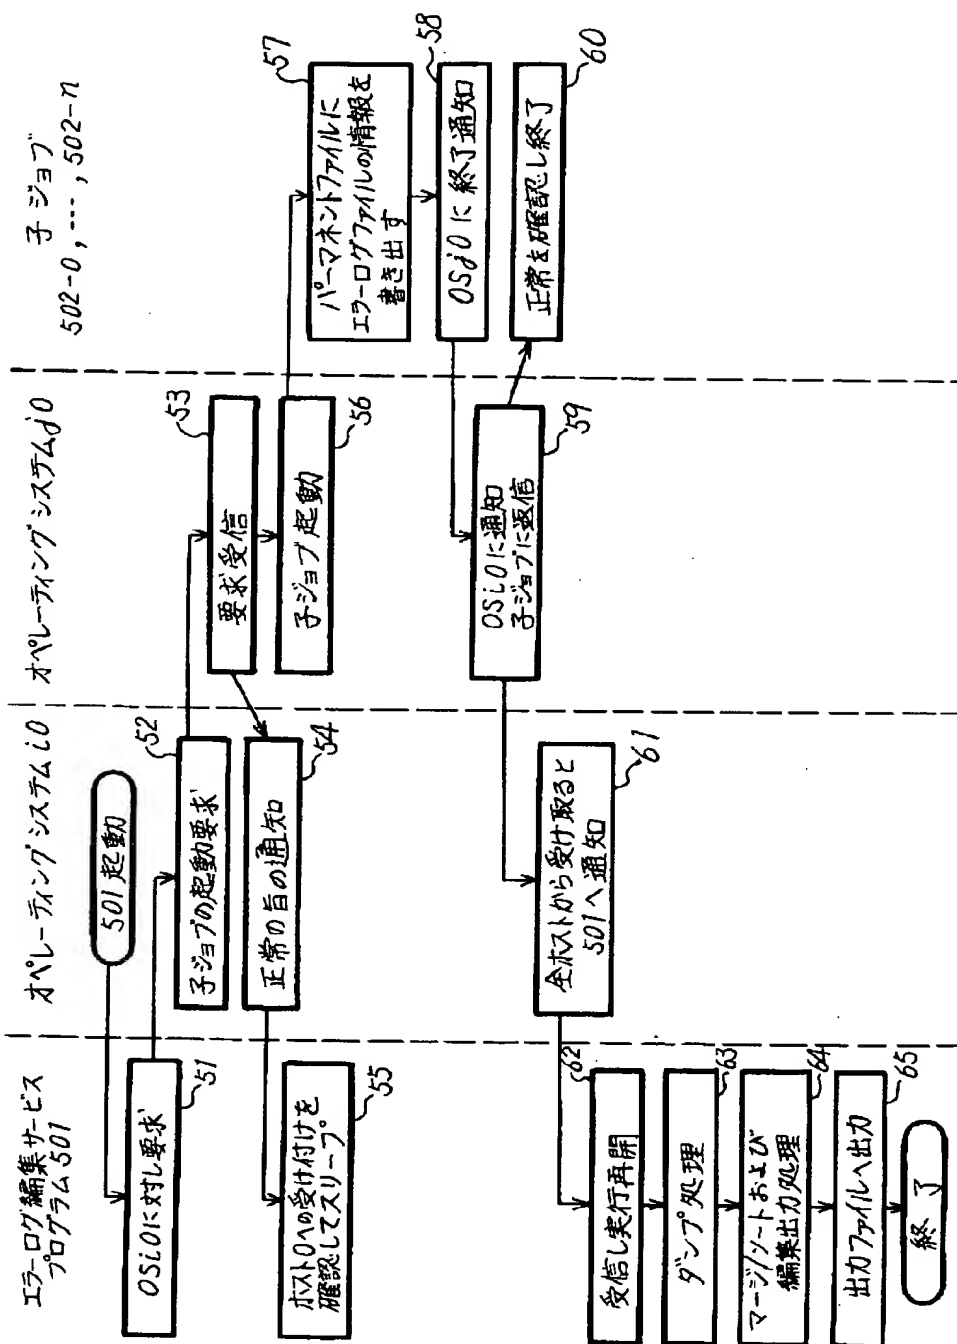 エラーログ編集サービス
プログラム501
オペレーティングシステムi0
オペレーティングシステムj0
子ジョブ
502-0, ---, 502-n
501起動
OSi0に対し要求
51
子ジョブの起動要求
52
要求受信
53
正常の旨の通知
54
ホスト0への受け付けを
確認してスリープ
55
子ジョブ起動
56
パーマネントファイルに
エラーログファイルの情報を
書き出す
57
OSj0に終了通知
58
OSi0に通知
子ジョブに返信
59
正常を確認し終了
60
全ホストから受け取ると
501へ通知
61
受信し実行再開
62
ダンプ処理
63
マージ/ソートおよび
編集出力処理
64
出力ファイルへ出力
65
終了